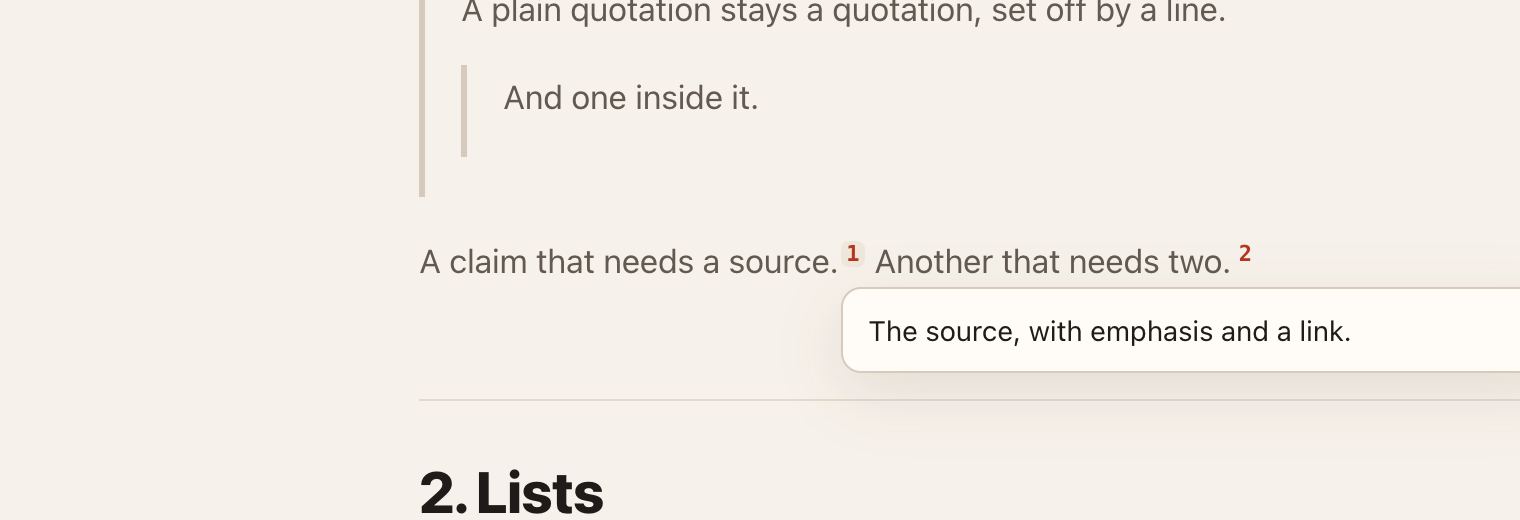 A plain quotation stays a quotation, set off by a line.
And one inside it.
A claim that needs a source.1 Another that needs two. 2
The source, with emphasis and a link.
2. Lists